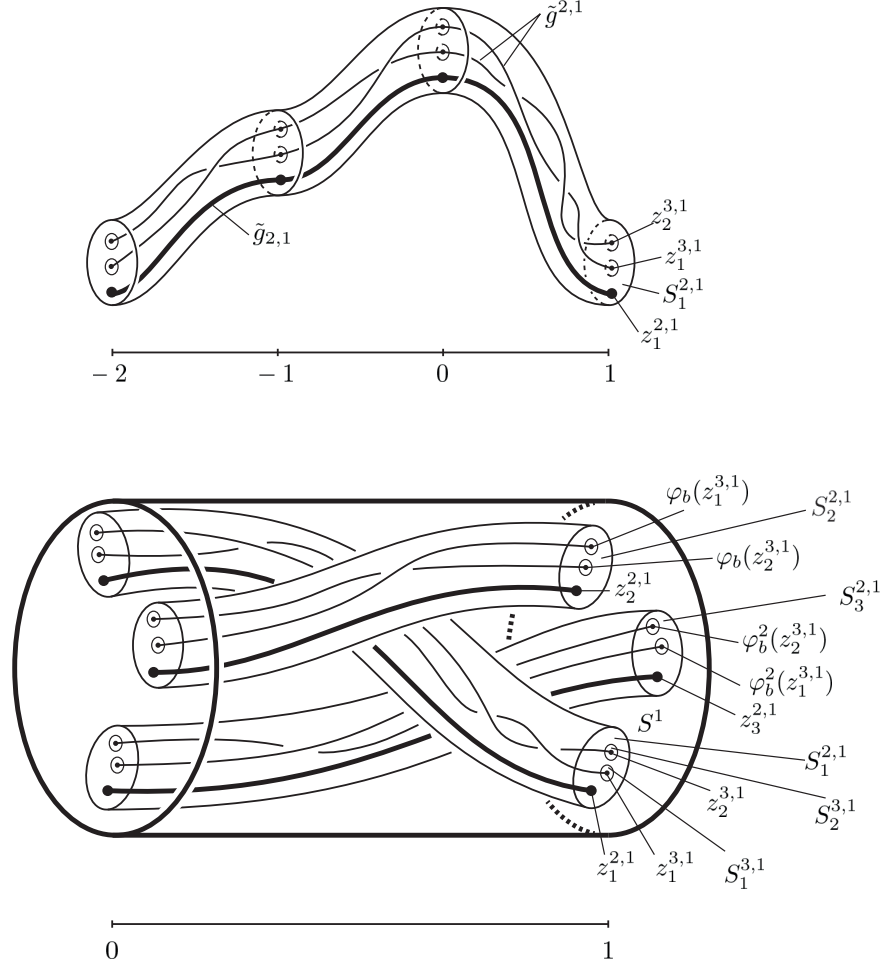 g̃^{2,1}
z_2^{3,1}
z_1^{3,1}
g̃_{2,1}
S_1^{2,1}
z_1^{2,1}
−2 −1 0 1
φ_b(z_1^{3,1})
S_2^{2,1}
φ_b(z_2^{3,1})
z_2^{2,1}
S_3^{2,1}
φ_b^2(z_2^{3,1})
φ_b^2(z_1^{3,1})
z_3^{2,1}
S^1
S_1^{2,1}
z_2^{3,1}
S_2^{3,1}
z_1^{2,1} z_1^{3,1} S_1^{3,1}
0 1